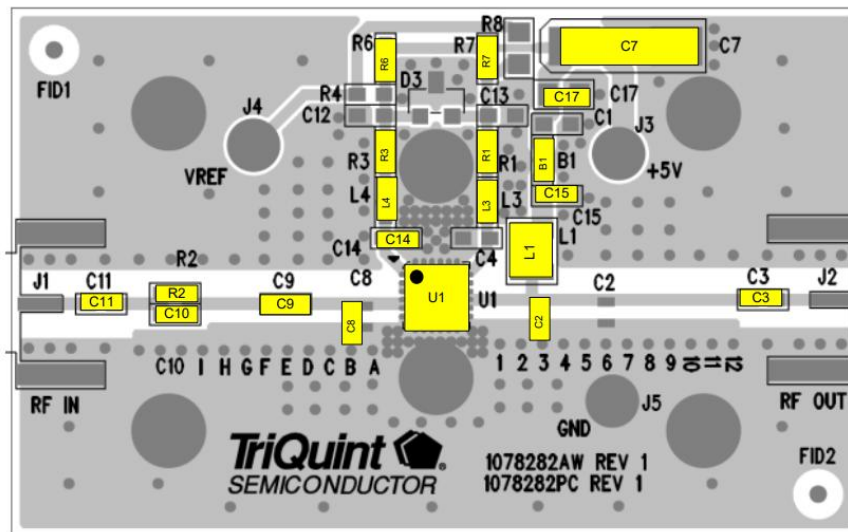 R8
R6
R6
R7
R7
C7
C7
FID1
D3
J4
R4
C12
C13
C17
C17
C1
J3
VREF
R3
R3
R1
R1
B1
B1
+5V
L4
L4
L3
L3
C15
C15
C14
C14
C4
L1
L1
J1
C11
C11
R2
R2
C10
C9
C9
C8
C8
U1
U1
C2
C2
C3
C3
J2
C10 I H G F E D C B A
1 2 3 4 5 6 7 8 9 10 11 12
RF IN
GND
J5
RF OUT
TriQuint
SEMICONDUCTOR
1078282AW REV 1
1078282PC REV 1
FID2